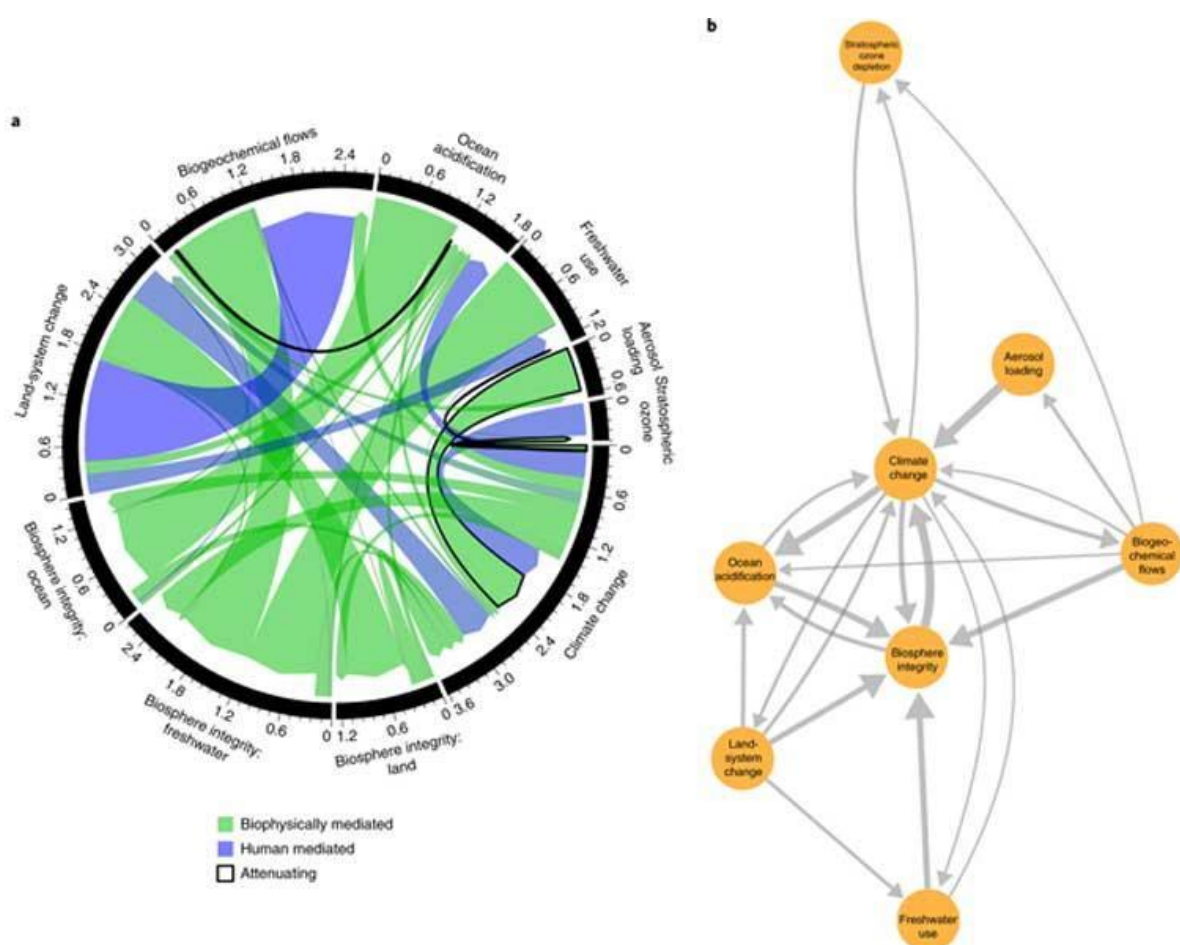 a
Biogeochemical flows
0
0.6
1.2
1.8
2.4
Ocean
acidification
0
0.6
1.2
1.8
Freshwater
use
0
0.6
1.2
Aerosol
loading
0
0.6
Stratospheric
ozone
0
Climate change
0
0.6
1.2
1.8
2.4
3.0
3.6
Biosphere integrity:
land
0
0.6
1.2
Biosphere integrity:
freshwater
0
0.6
1.2
1.8
2.4
Biosphere integrity:
ocean
0
0.6
1.2
Land-system change
0
0.6
1.2
1.8
2.4
3.0
Biophysically mediated
Human mediated
Attenuating
b
Stratospheric
ozone
depletion
Aerosol
loading
Climate
change
Biogeo-
chemical
flows
Ocean
acidification
Biosphere
integrity
Land-
system
change
Freshwater
use